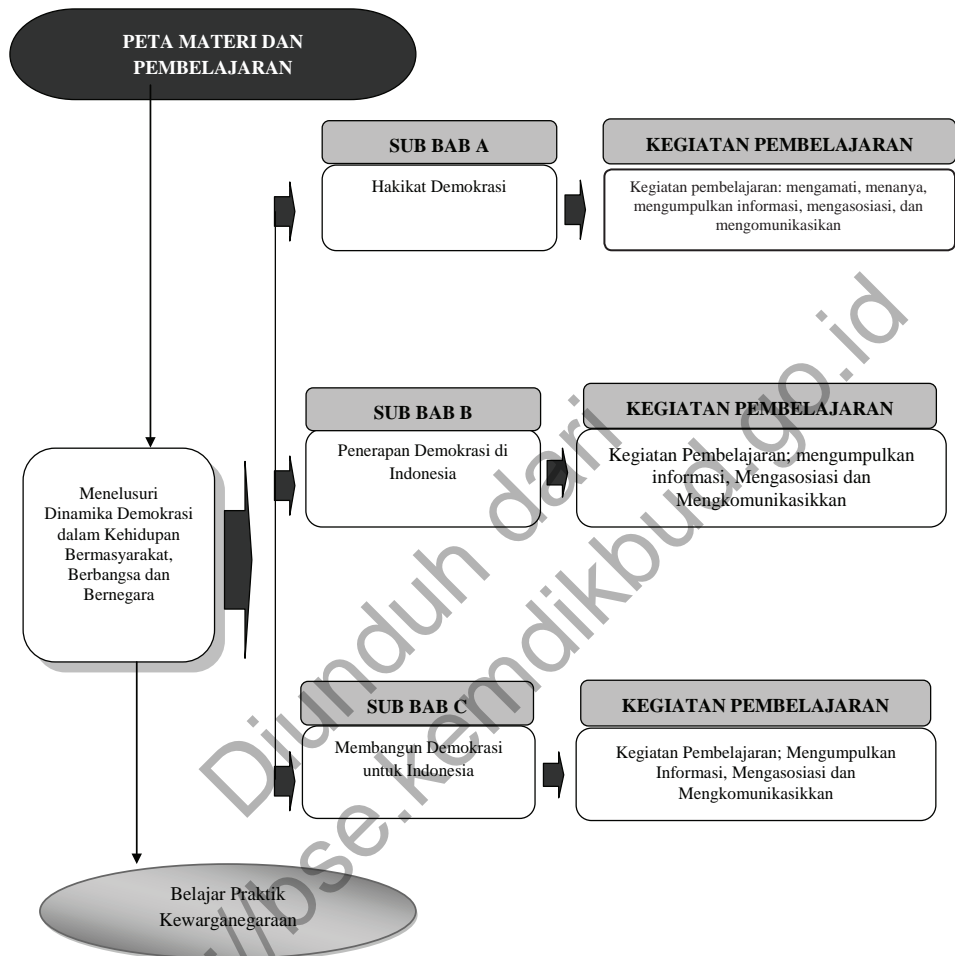 PETA MATERI DAN
PEMBELAJARAN
SUB BAB A
Hakikat Demokrasi
KEGIATAN PEMBELAJARAN
Kegiatan pembelajaran: mengamati, menanya,
mengumpulkan informasi, mengasosiasi, dan
mengomunikasikan
SUB BAB B
Penerapan Demokrasi di
Indonesia
KEGIATAN PEMBELAJARAN
Kegiatan Pembelajaran; mengumpulkan
informasi, Mengasosiasi dan
Mengkomunikasikkan
Menelusuri
Dinamika Demokrasi
dalam Kehidupan
Bermasyarakat,
Berbangsa dan
Bernegara
SUB BAB C
Membangun Demokrasi
untuk Indonesia
KEGIATAN PEMBELAJARAN
Kegiatan Pembelajaran; Mengumpulkan
Informasi, Mengasosiasi dan
Mengkomunikasikkan
Belajar Praktik
Kewarganegaraan
Diunduh dari
//bse.kemdikbud.go.id